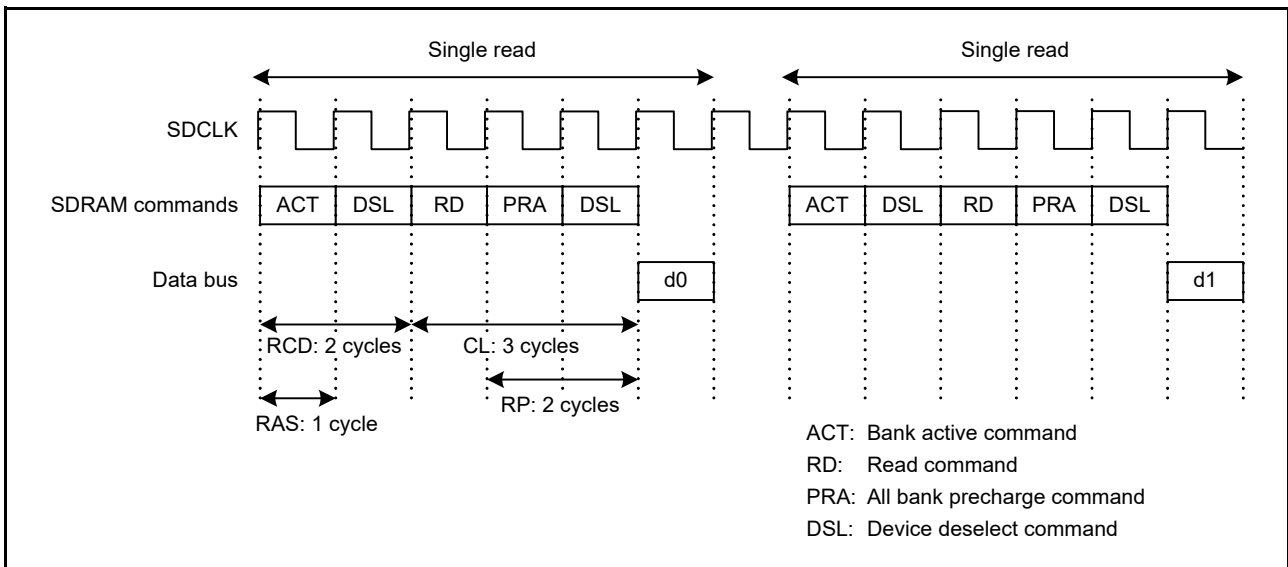 Single read Single read
SDCLK
SDRAM commands ACT DSL RD PRA DSL ACT DSL RD PRA DSL
Data bus d0 d1
RCD: 2 cycles CL: 3 cycles
RP: 2 cycles
RAS: 1 cycle
ACT: Bank active command
RD: Read command
PRA: All bank precharge command
DSL: Device deselect command